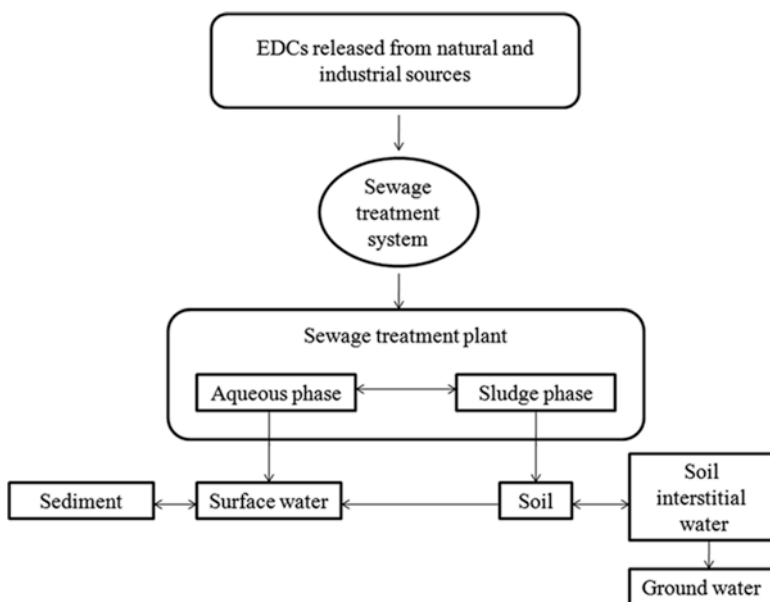 EDCs released from natural and
industrial sources
Sewage
treatment
system
Sewage treatment plant
Aqueous phase
Sludge phase
Sediment
Surface water
Soil
Soil
interstitial
water
Ground water